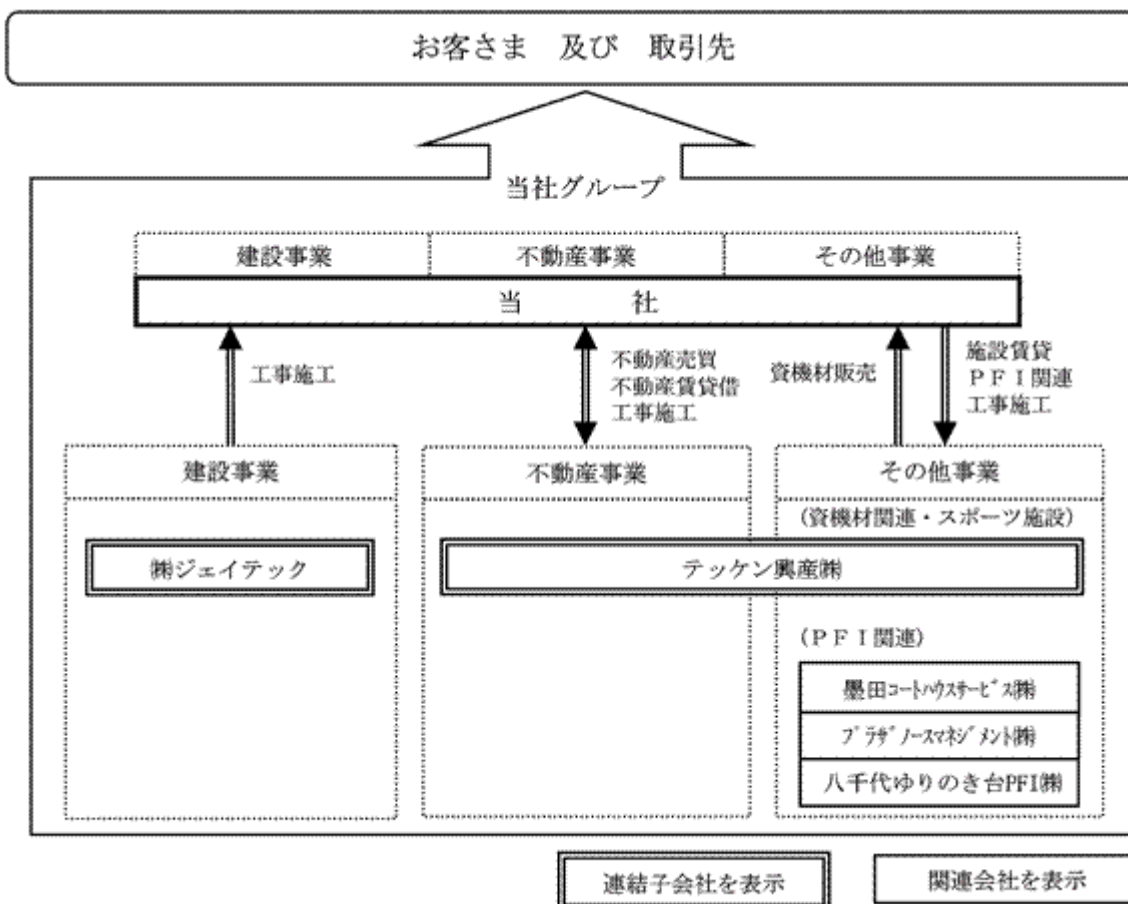 お客さま 及び 取引先
当社グループ
建設事業 不動産事業 その他事業
当 社
工事施工
不動産売買
不動産賃貸借
工事施工
資機材販売
施設賃貸
ＰＦＩ関連
工事施工
建設事業 不動産事業 その他事業
(資機材関連・スポーツ施設)
㈱ジェイテック
テッケン興産㈱
(ＰＦＩ関連)
墨田ｺｰﾄﾊｳｽｻｰﾋﾞｽ㈱
ﾌﾟﾗｻﾞﾉｰｽﾏﾈｼﾞﾒﾝﾄ㈱
八千代ゆりのき台PFI㈱
連結子会社を表示
関連会社を表示